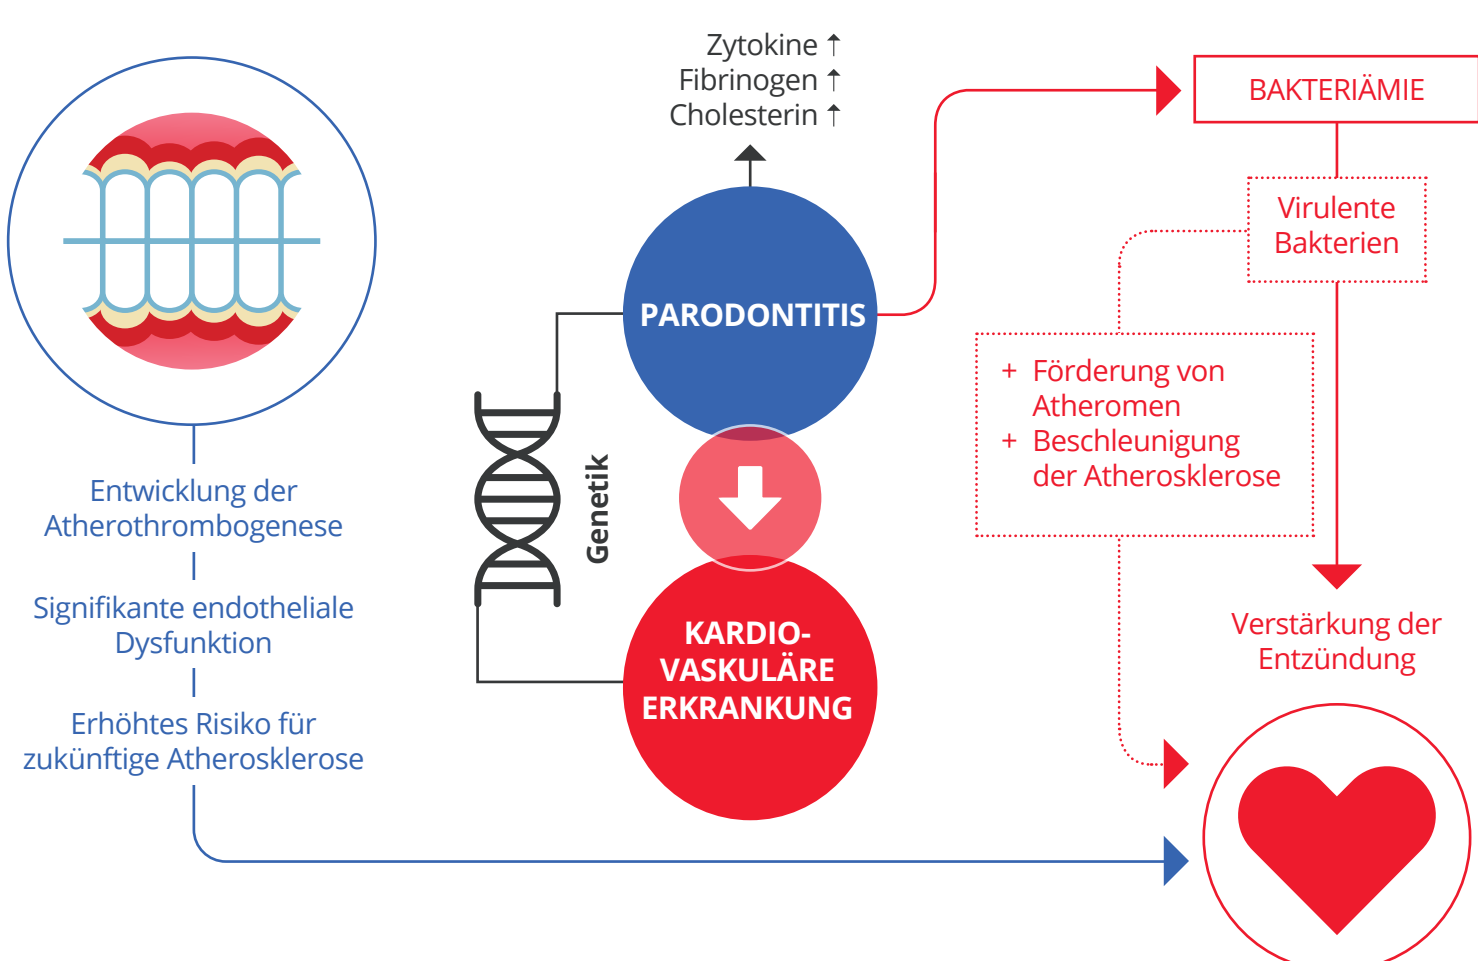 Zytokine ↑
Fibrinogen ↑
Cholesterin ↑
BAKTERIÄMIE
Virulente
Bakterien
PARODONTITIS
+ Förderung von
Atheromen
+ Beschleunigung
der Atherosklerose
Genetik
Entwicklung der
Atherothrombogenese
Signifikante endotheliale
Dysfunktion
Erhöhtes Risiko für
zukünftige Atherosklerose
KARDIO-
VASKULÄRE
ERKRANKUNG
Verstärkung der
Entzündung